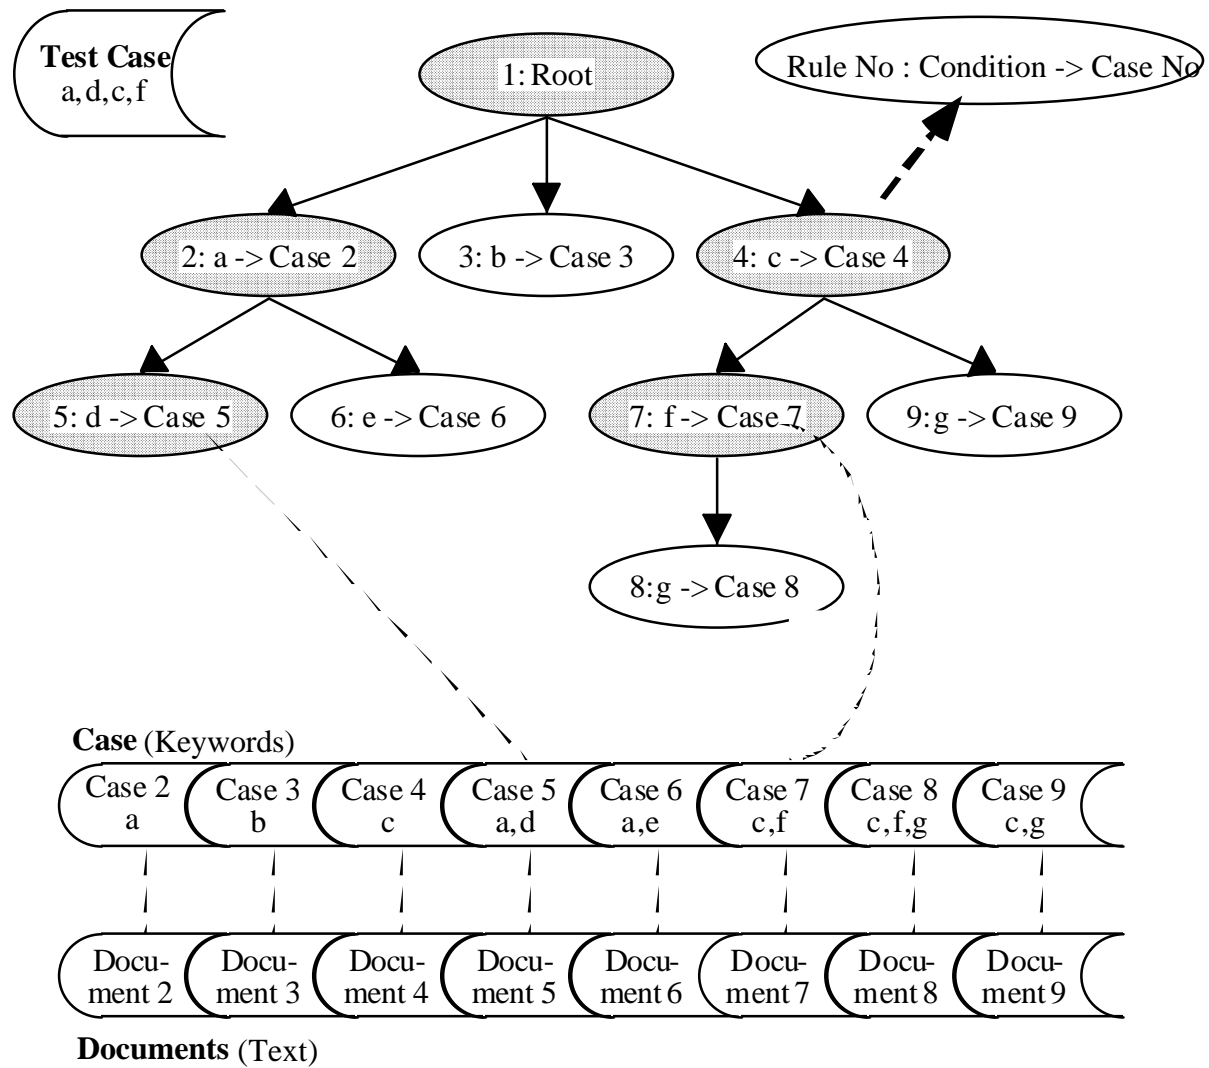 Test Case
a,d,c,f
1: Root
Rule No : Condition -> Case No
2: a -> Case 2
3: b -> Case 3
4: c -> Case 4
5: d -> Case 5
6: e -> Case 6
7: f -> Case 7
9:g -> Case 9
8:g -> Case 8
Case (Keywords)
Case 2
a
Case 3
b
Case 4
c
Case 5
a,d
Case 6
a,e
Case 7
c,f
Case 8
c,f,g
Case 9
c,g
Docu-
ment 2
Docu-
ment 3
Docu-
ment 4
Docu-
ment 5
Docu-
ment 6
Docu-
ment 7
Docu-
ment 8
Docu-
ment 9
Documents (Text)